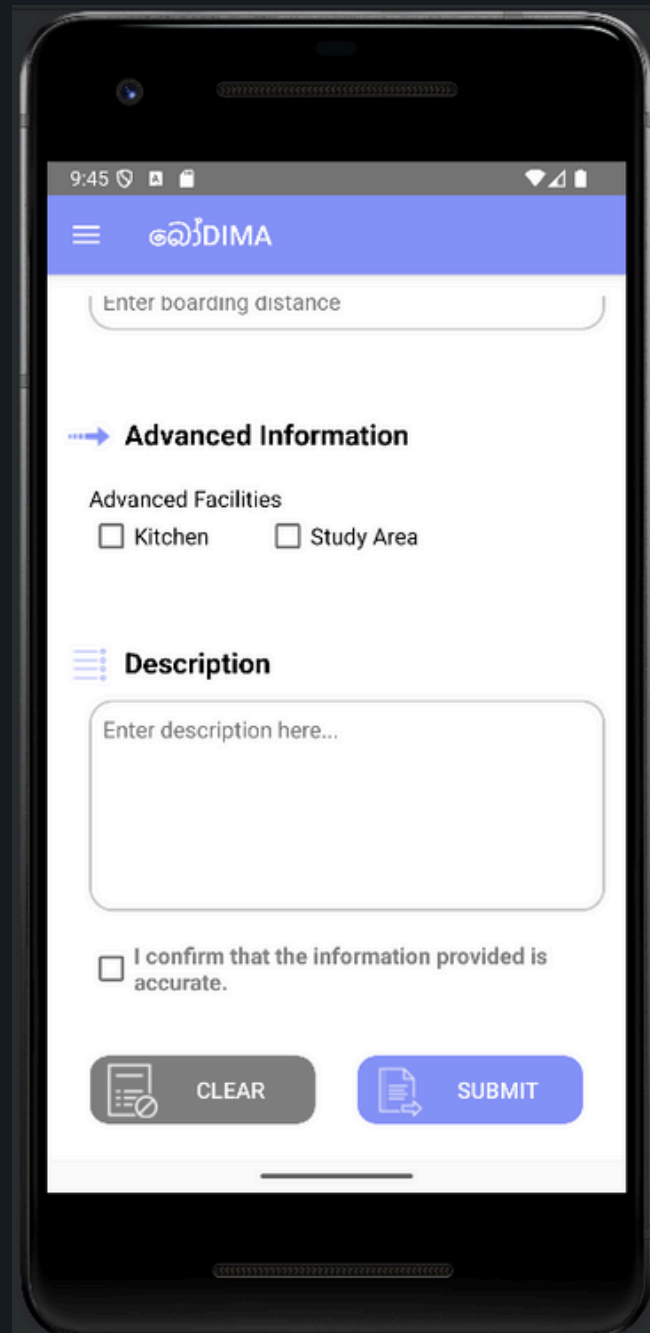 9:45
බෝDIMA
Enter boarding distance
Advanced Information
Advanced Facilities
Kitchen
Study Area
Description
Enter description here...
I confirm that the information provided is
accurate.
CLEAR
SUBMIT